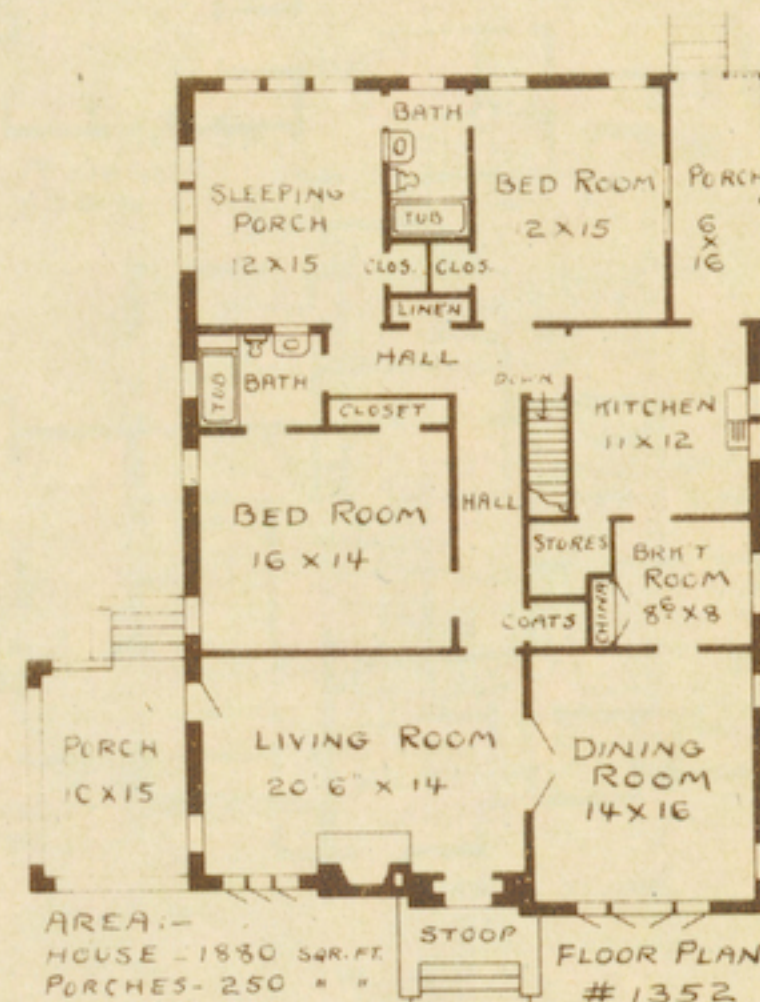 BATH
SLEEPING
PORCH
12 X 15
TUB
BED ROOM
12 X 15
PORCH
6
X
16
CLOS.
CLOS.
LINEN
HALL
DOWN
TUB
BATH
CLOSET
KITCHEN
11 X 12
BED ROOM
16 X 14
HALL
STORES
BRK'T
ROOM
8⁶ X 8
COATS
CHINA
PORCH
10 X 15
LIVING ROOM
20' 6" X 14
DINING
ROOM
14 X 16
STOOP
AREA:-
HOUSE - 1880 SQR. FT.
PORCHES - 250 " "
FLOOR PLAN
# 1352